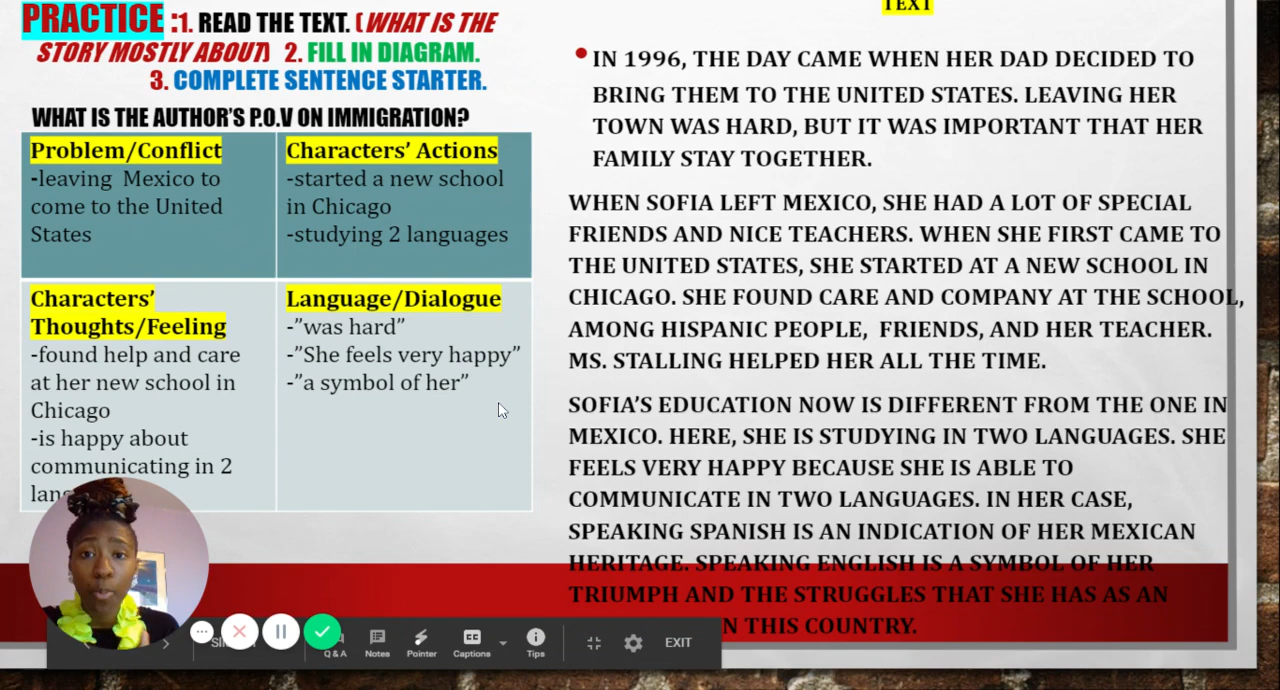 PRACTICE :1. READ THE TEXT. (WHAT IS THE
STORY MOSTLY ABOUT) 2. FILL IN DIAGRAM.
3. COMPLETE SENTENCE STARTER.
WHAT IS THE AUTHOR'S P.O.V ON IMMIGRATION?
Problem/Conflict
-leaving Mexico to
come to the United
States
Characters' Actions
-started a new school
in Chicago
-studying 2 languages
Characters'
Thoughts/Feeling
-found help and care
at her new school in
Chicago
-is happy about
communicating in 2
Language/Dialogue
-"was hard"
-"She feels very happy"
-"a symbol of her"
TEXT
• IN 1996, THE DAY CAME WHEN HER DAD DECIDED TO
BRING THEM TO THE UNITED STATES. LEAVING HER
TOWN WAS HARD, BUT IT WAS IMPORTANT THAT HER
FAMILY STAY TOGETHER.
WHEN SOFIA LEFT MEXICO, SHE HAD A LOT OF SPECIAL
FRIENDS AND NICE TEACHERS. WHEN SHE FIRST CAME TO
THE UNITED STATES, SHE STARTED AT A NEW SCHOOL IN
CHICAGO. SHE FOUND CARE AND COMPANY AT THE SCHOOL,
AMONG HISPANIC PEOPLE, FRIENDS, AND HER TEACHER.
MS. STALLING HELPED HER ALL THE TIME.
SOFIA'S EDUCATION NOW IS DIFFERENT FROM THE ONE IN
MEXICO. HERE, SHE IS STUDYING IN TWO LANGUAGES. SHE
FEELS VERY HAPPY BECAUSE SHE IS ABLE TO
COMMUNICATE IN TWO LANGUAGES. IN HER CASE,
SPEAKING SPANISH IS AN INDICATION OF HER MEXICAN
HERITAGE. SPEAKING ENGLISH IS A SYMBOL OF HER
TRIUMPH AND THE STRUGGLES THAT SHE HAS AS AN
THIS COUNTRY.
Q & A Notes Pointer Captions Tips EXIT